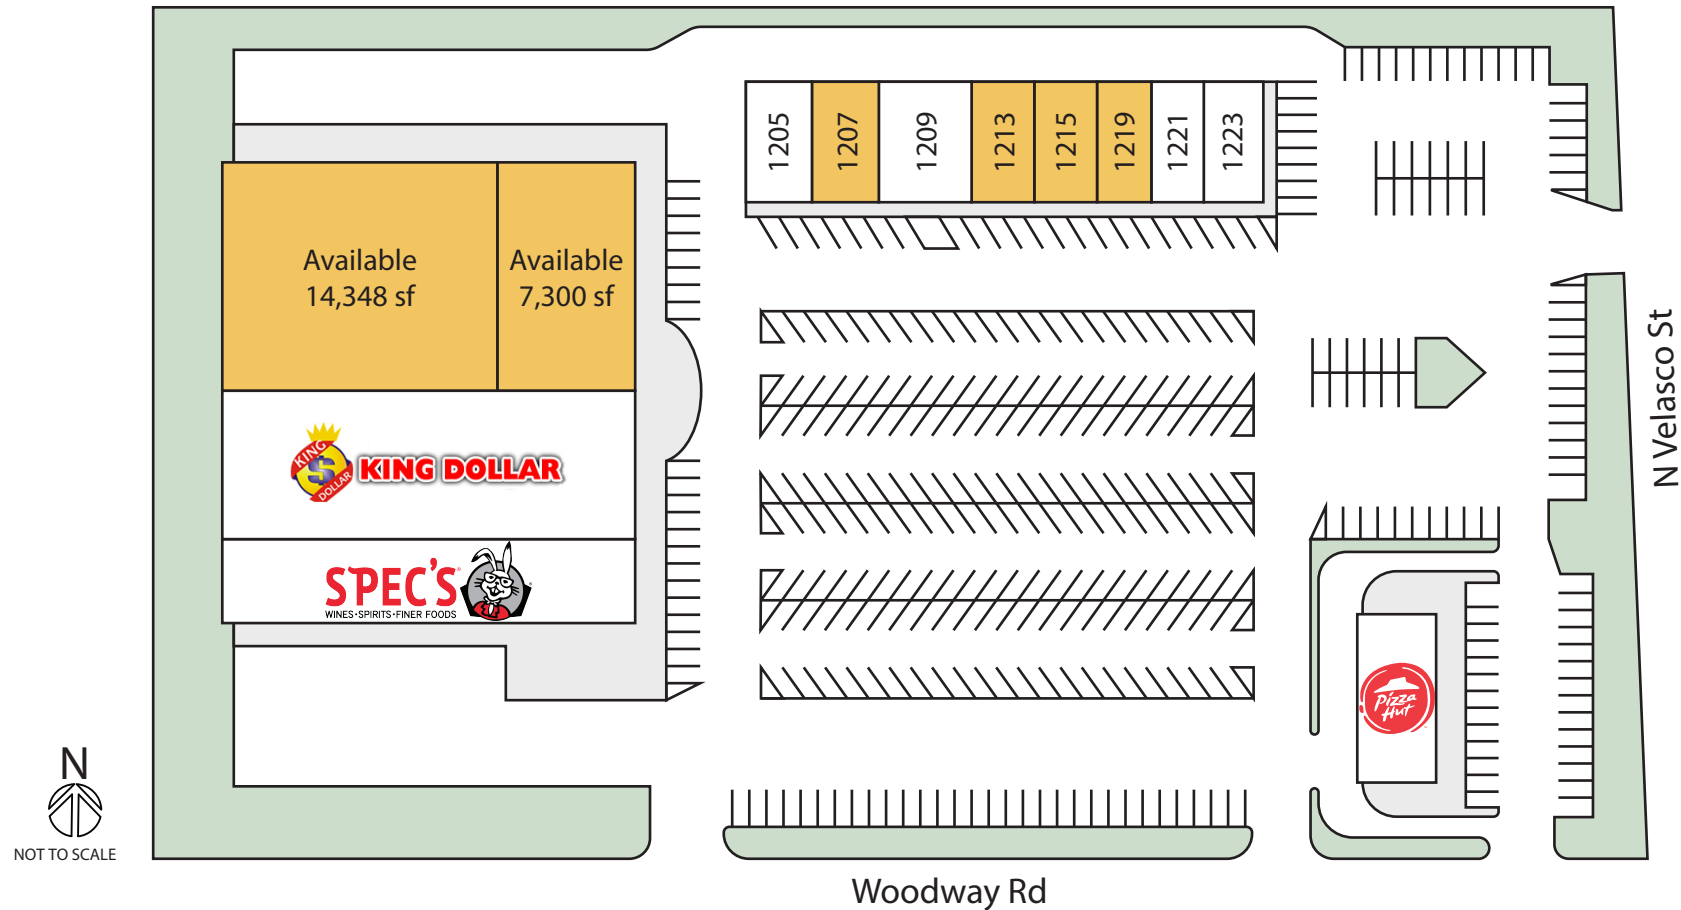 1205
1207
1209
1213
1215
1219
1221
1223
Available
14,348 sf
Available
7,300 sf
N Velasco St
KING
$
DOLLAR
KING DOLLAR
SPEC'S
WINES•SPIRITS•FINER FOODS
Pizza
Hut
N
NOT TO SCALE
Woodway Rd